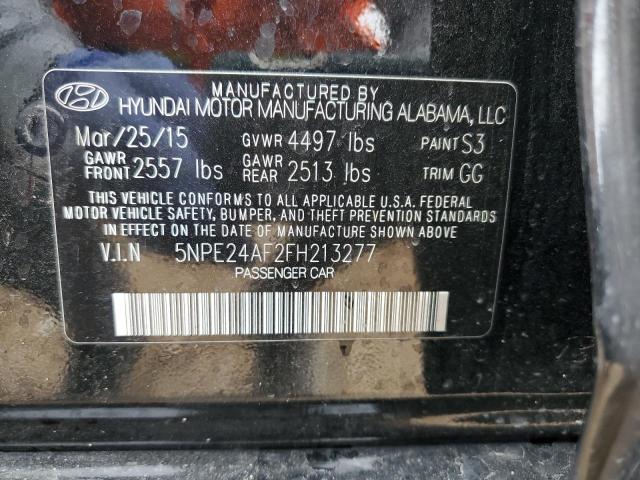 MANUFACTURED BY
HYUNDAI MOTOR MANUFACTURING ALABAMA, LLC
Mar/25/15 GVWR 4497 lbs PAINT S3
GAWR FRONT 2557 lbs GAWR REAR 2513 lbs TRIM GG
THIS VEHICLE CONFORMS TO ALL APPLICABLE U.S.A. FEDERAL
MOTOR VEHICLE SAFETY, BUMPER, AND THEFT PREVENTION STANDARDS
IN EFFECT ON THE DATE OF MANUFACTURE SHOWN ABOVE
V.I.N 5NPE24AF2FH213277
PASSENGER CAR